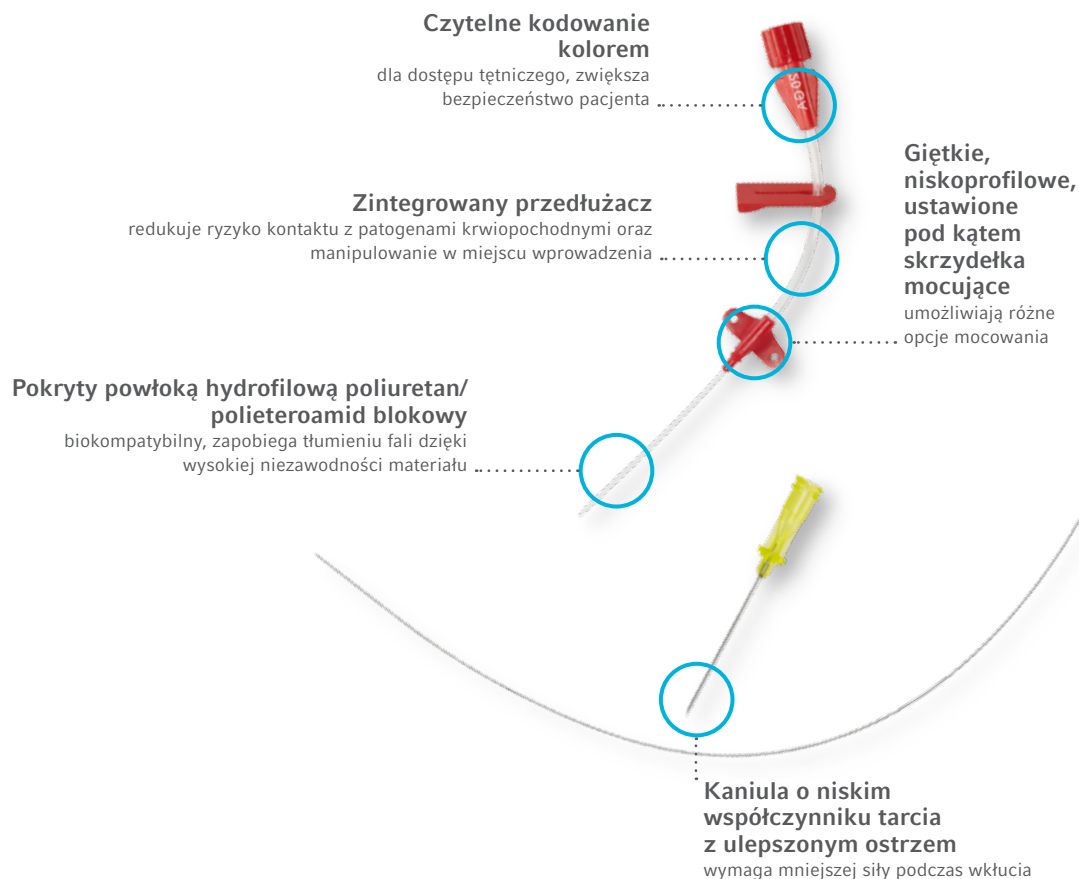 Czytelne kodowanie
kolorem
dla dostępu tętniczego, zwiększa
bezpieczeństwo pacjenta
Giętkie,
niskoprofilowe,
ustawione
pod kątem
skrzydełka
mocujące
umożliwiają różne
opcje mocowania
Zintegrowany przedłużacz
redukuje ryzyko kontaktu z patogenami krwiopochodnymi oraz
manipulowanie w miejscu wprowadzenia
Pokryty powłoką hydrofilową poliuretan/
polieteroamid blokowy
biokompatybilny, zapobiega tłumieniu fali dzięki
wysokiej niezawodności materiału
Kaniula o niskim
współczynniku tarcia
z ulepszonym ostrzem
wymaga mniejszej siły podczas wkłucia